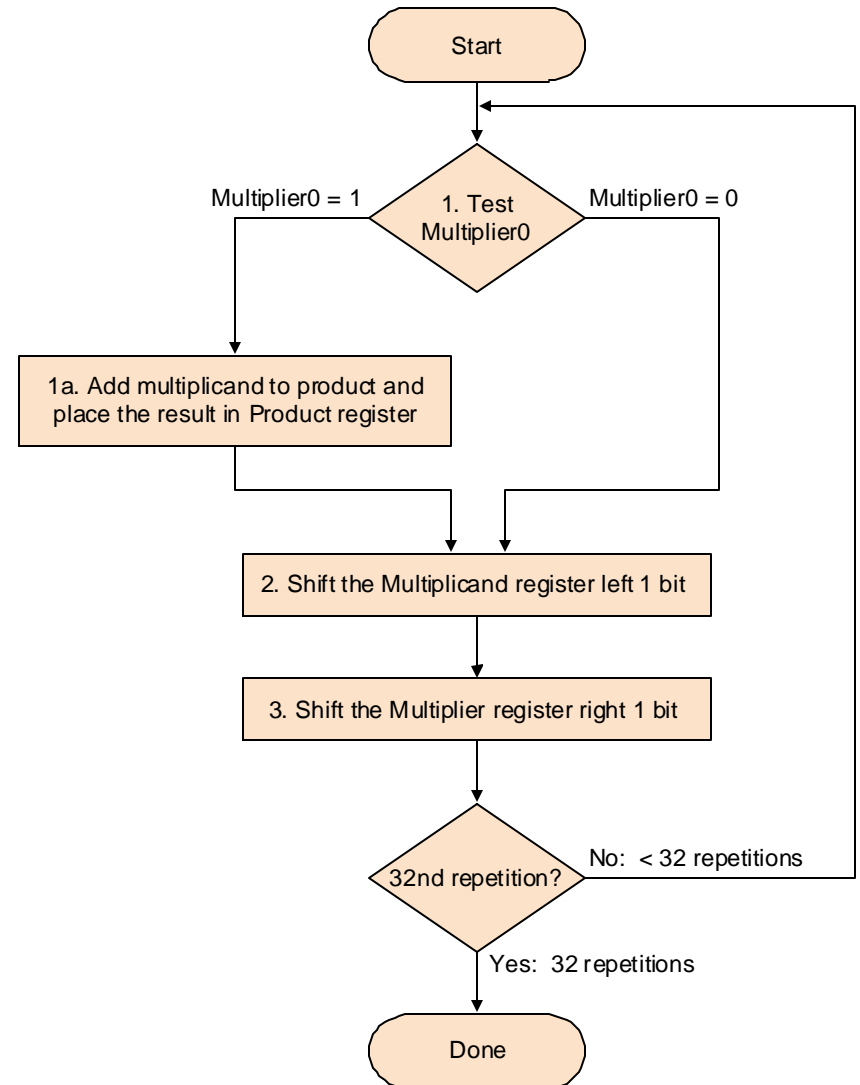 Start
Multiplier0 = 1
1. Test
Multiplier0
Multiplier0 = 0
1a. Add multiplicand to product and
place the result in Product register
2. Shift the Multiplicand register left 1 bit
3. Shift the Multiplier register right 1 bit
32nd repetition?
No: < 32 repetitions
Yes: 32 repetitions
Done